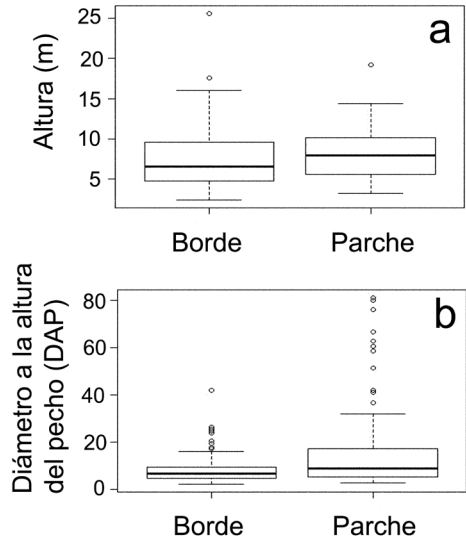 a
Altura (m)
25
20
15
10
5
Borde
Parche
b
Diámetro a la altura
del pecho (DAP)
80
60
40
20
0
Borde
Parche